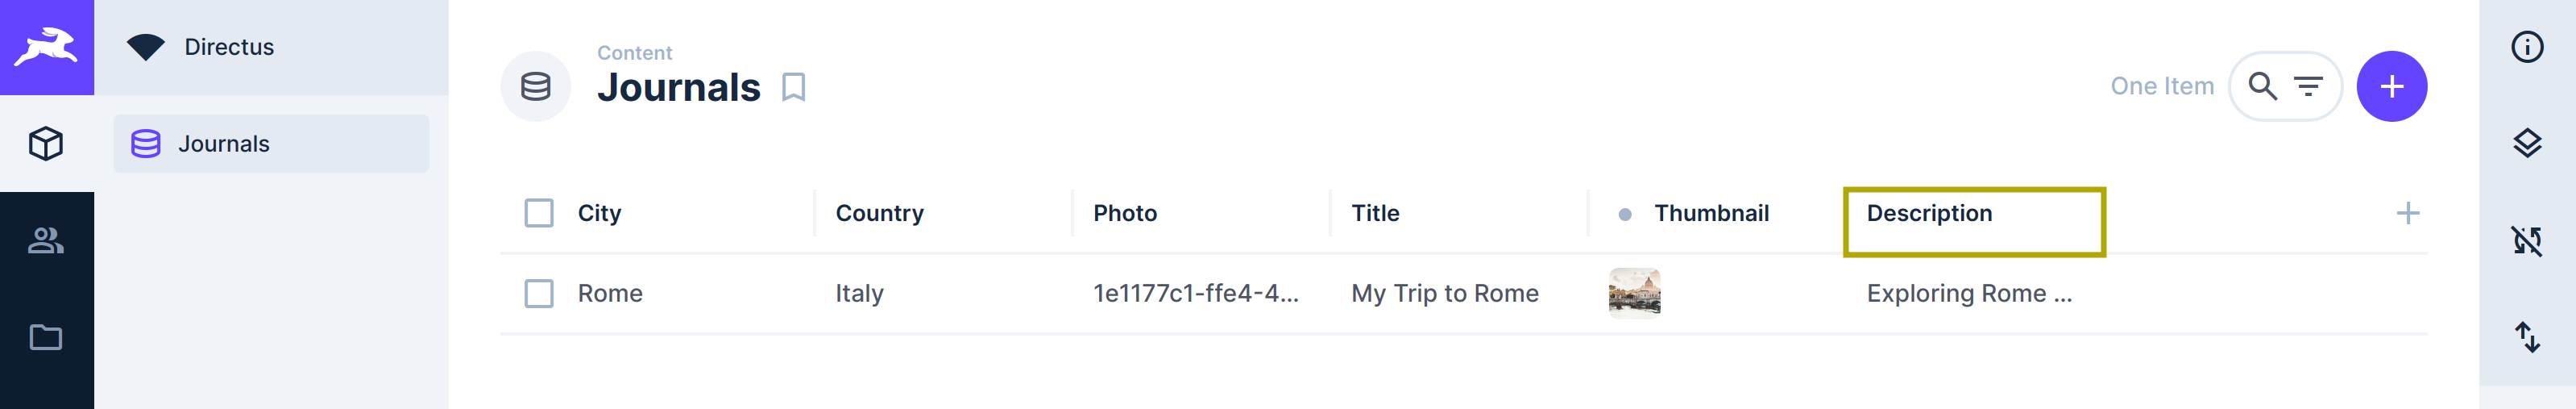 Directus
Journals
Content
Journals
One Item
City Country Photo Title Thumbnail Description
Rome Italy 1e1177c1-ffe4-4... My Trip to Rome Exploring Rome ...